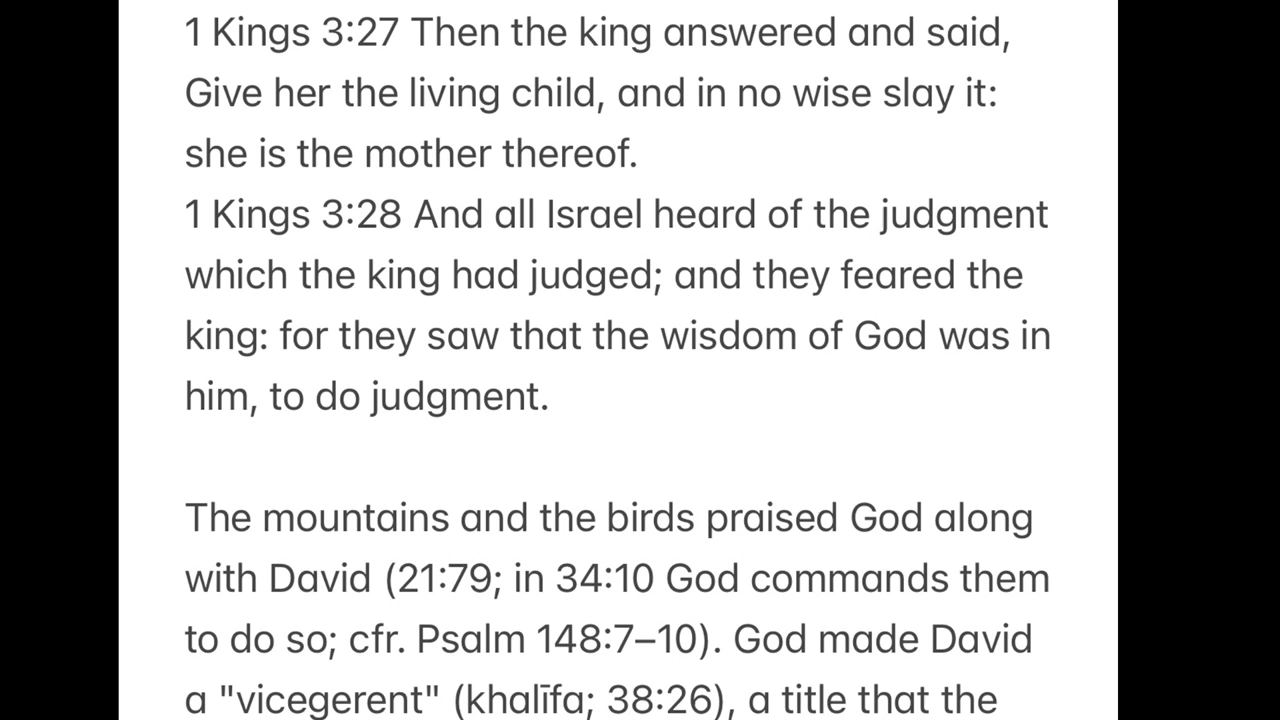 1 Kings 3:27 Then the king answered and said,
Give her the living child, and in no wise slay it:
she is the mother thereof.
1 Kings 3:28 And all Israel heard of the judgment
which the king had judged; and they feared the
king: for they saw that the wisdom of God was in
him, to do judgment.
The mountains and the birds praised God along
with David (21:79; in 34:10 God commands them
to do so; cfr. Psalm 148:7–10). God made David
a "vicegerent" (khalīfa; 38:26), a title that the